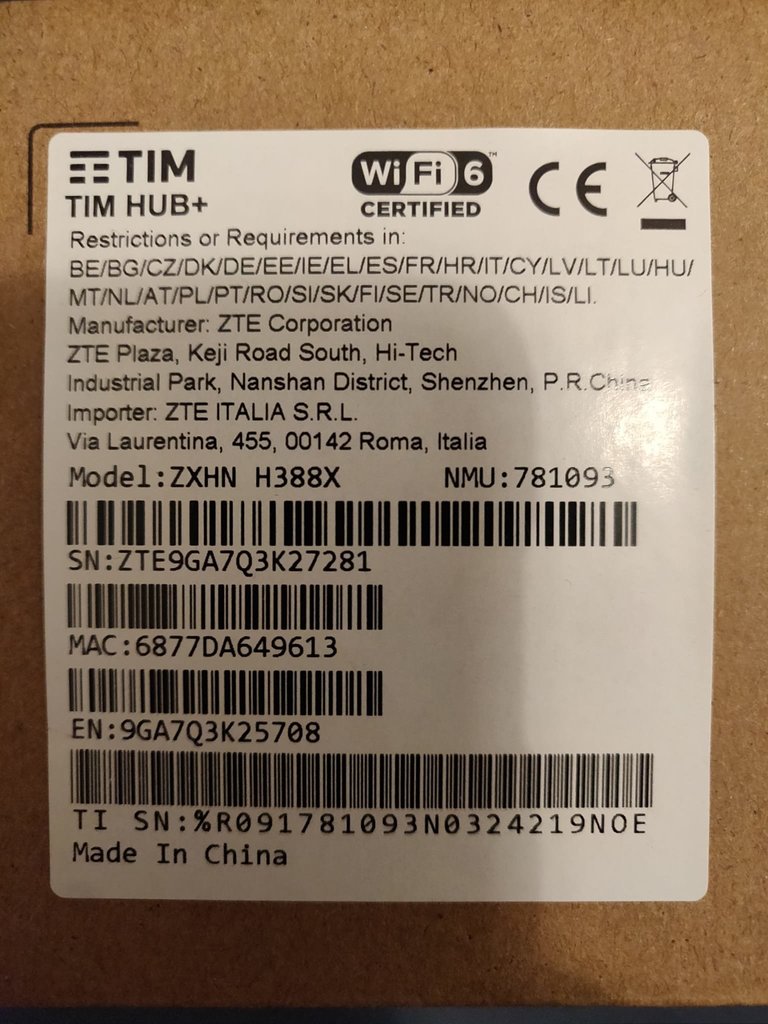 TIM
TIM HUB+
WiFi 6™
CERTIFIED
CE
Restrictions or Requirements in:
BE/BG/CZ/DK/DE/EE/IE/EL/ES/FR/HR/IT/CY/LV/LT/LU/HU/
MT/NL/AT/PL/PT/RO/SI/SK/FI/SE/TR/NO/CH/IS/LI.
Manufacturer: ZTE Corporation
ZTE Plaza, Keji Road South, Hi-Tech
Industrial Park, Nanshan District, Shenzhen, P.R.China
Importer: ZTE ITALIA S.R.L.
Via Laurentina, 455, 00142 Roma, Italia
Model:ZXHN H388X NMU:781093
SN:ZTE9GA7Q3K27281
MAC:6877DA649613
EN:9GA7Q3K25708
TI SN:%R091781093N0324219NOE
Made In China